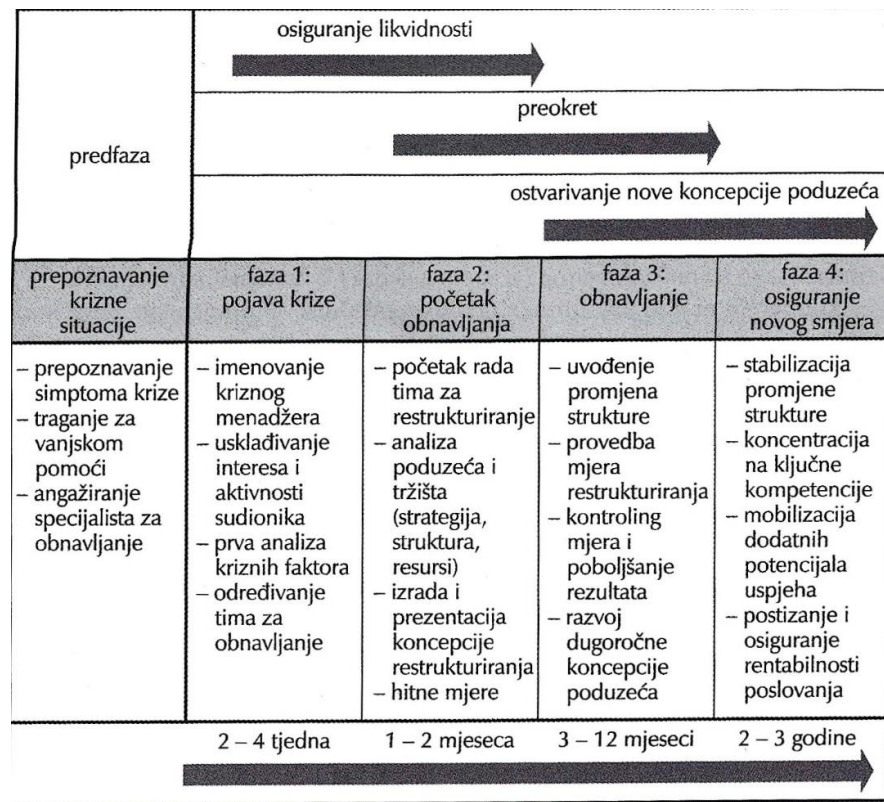 osiguranje likvidnosti
preokret
predfaza
ostvarivanje nove koncepcije poduzeća
prepoznavanje
krizne
situacije
faza 1:
pojava krize
faza 2:
početak
obnavljanja
faza 3:
obnavljanje
faza 4:
osiguranje
novog smjera
– prepoznavanje
simptoma krize
– traganje za
vanjskom
pomoći
– angažiranje
specijalista za
obnavljanje
– imenovanje
kriznog
menadžera
– usklađivanje
interesa i
aktivnosti
sudionika
– prva analiza
kriznih faktora
– određivanje
tima za
obnavljanje
– početak rada
tima za
restrukturiranje
– analiza
poduzeća i
tržišta
(strategija,
struktura,
resursi)
– izrada i
prezentacija
koncepcije
restrukturiranja
– hitne mjere
– uvođenje
promjena
strukture
– provedba
mjera
restrukturiranja
– kontroling
mjera i
poboljšanje
rezultata
– razvoj
dugoročne
koncepcije
poduzeća
– stabilizacija
promjene
strukture
– koncentracija
na ključne
kompetencije
– mobilizacija
dodatnih
potencijala
uspjeha
– postizanje i
osiguranje
rentabilnosti
poslovanja
2 – 4 tjedna
1 – 2 mjeseca
3 – 12 mjeseci
2 – 3 godine